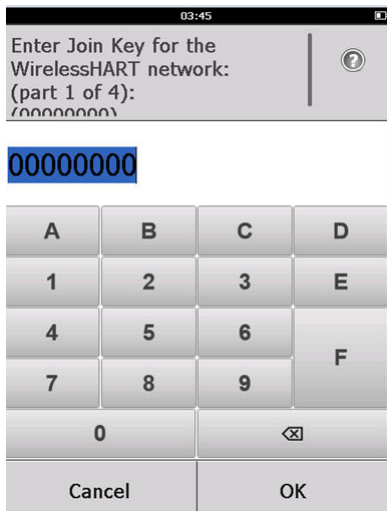 03:45
Enter Join Key for the
WirelessHART network:
(part 1 of 4):
(00000000)
?
00000000
A B C D
1 2 3 E
4 5 6
F
7 8 9
0
Cancel OK